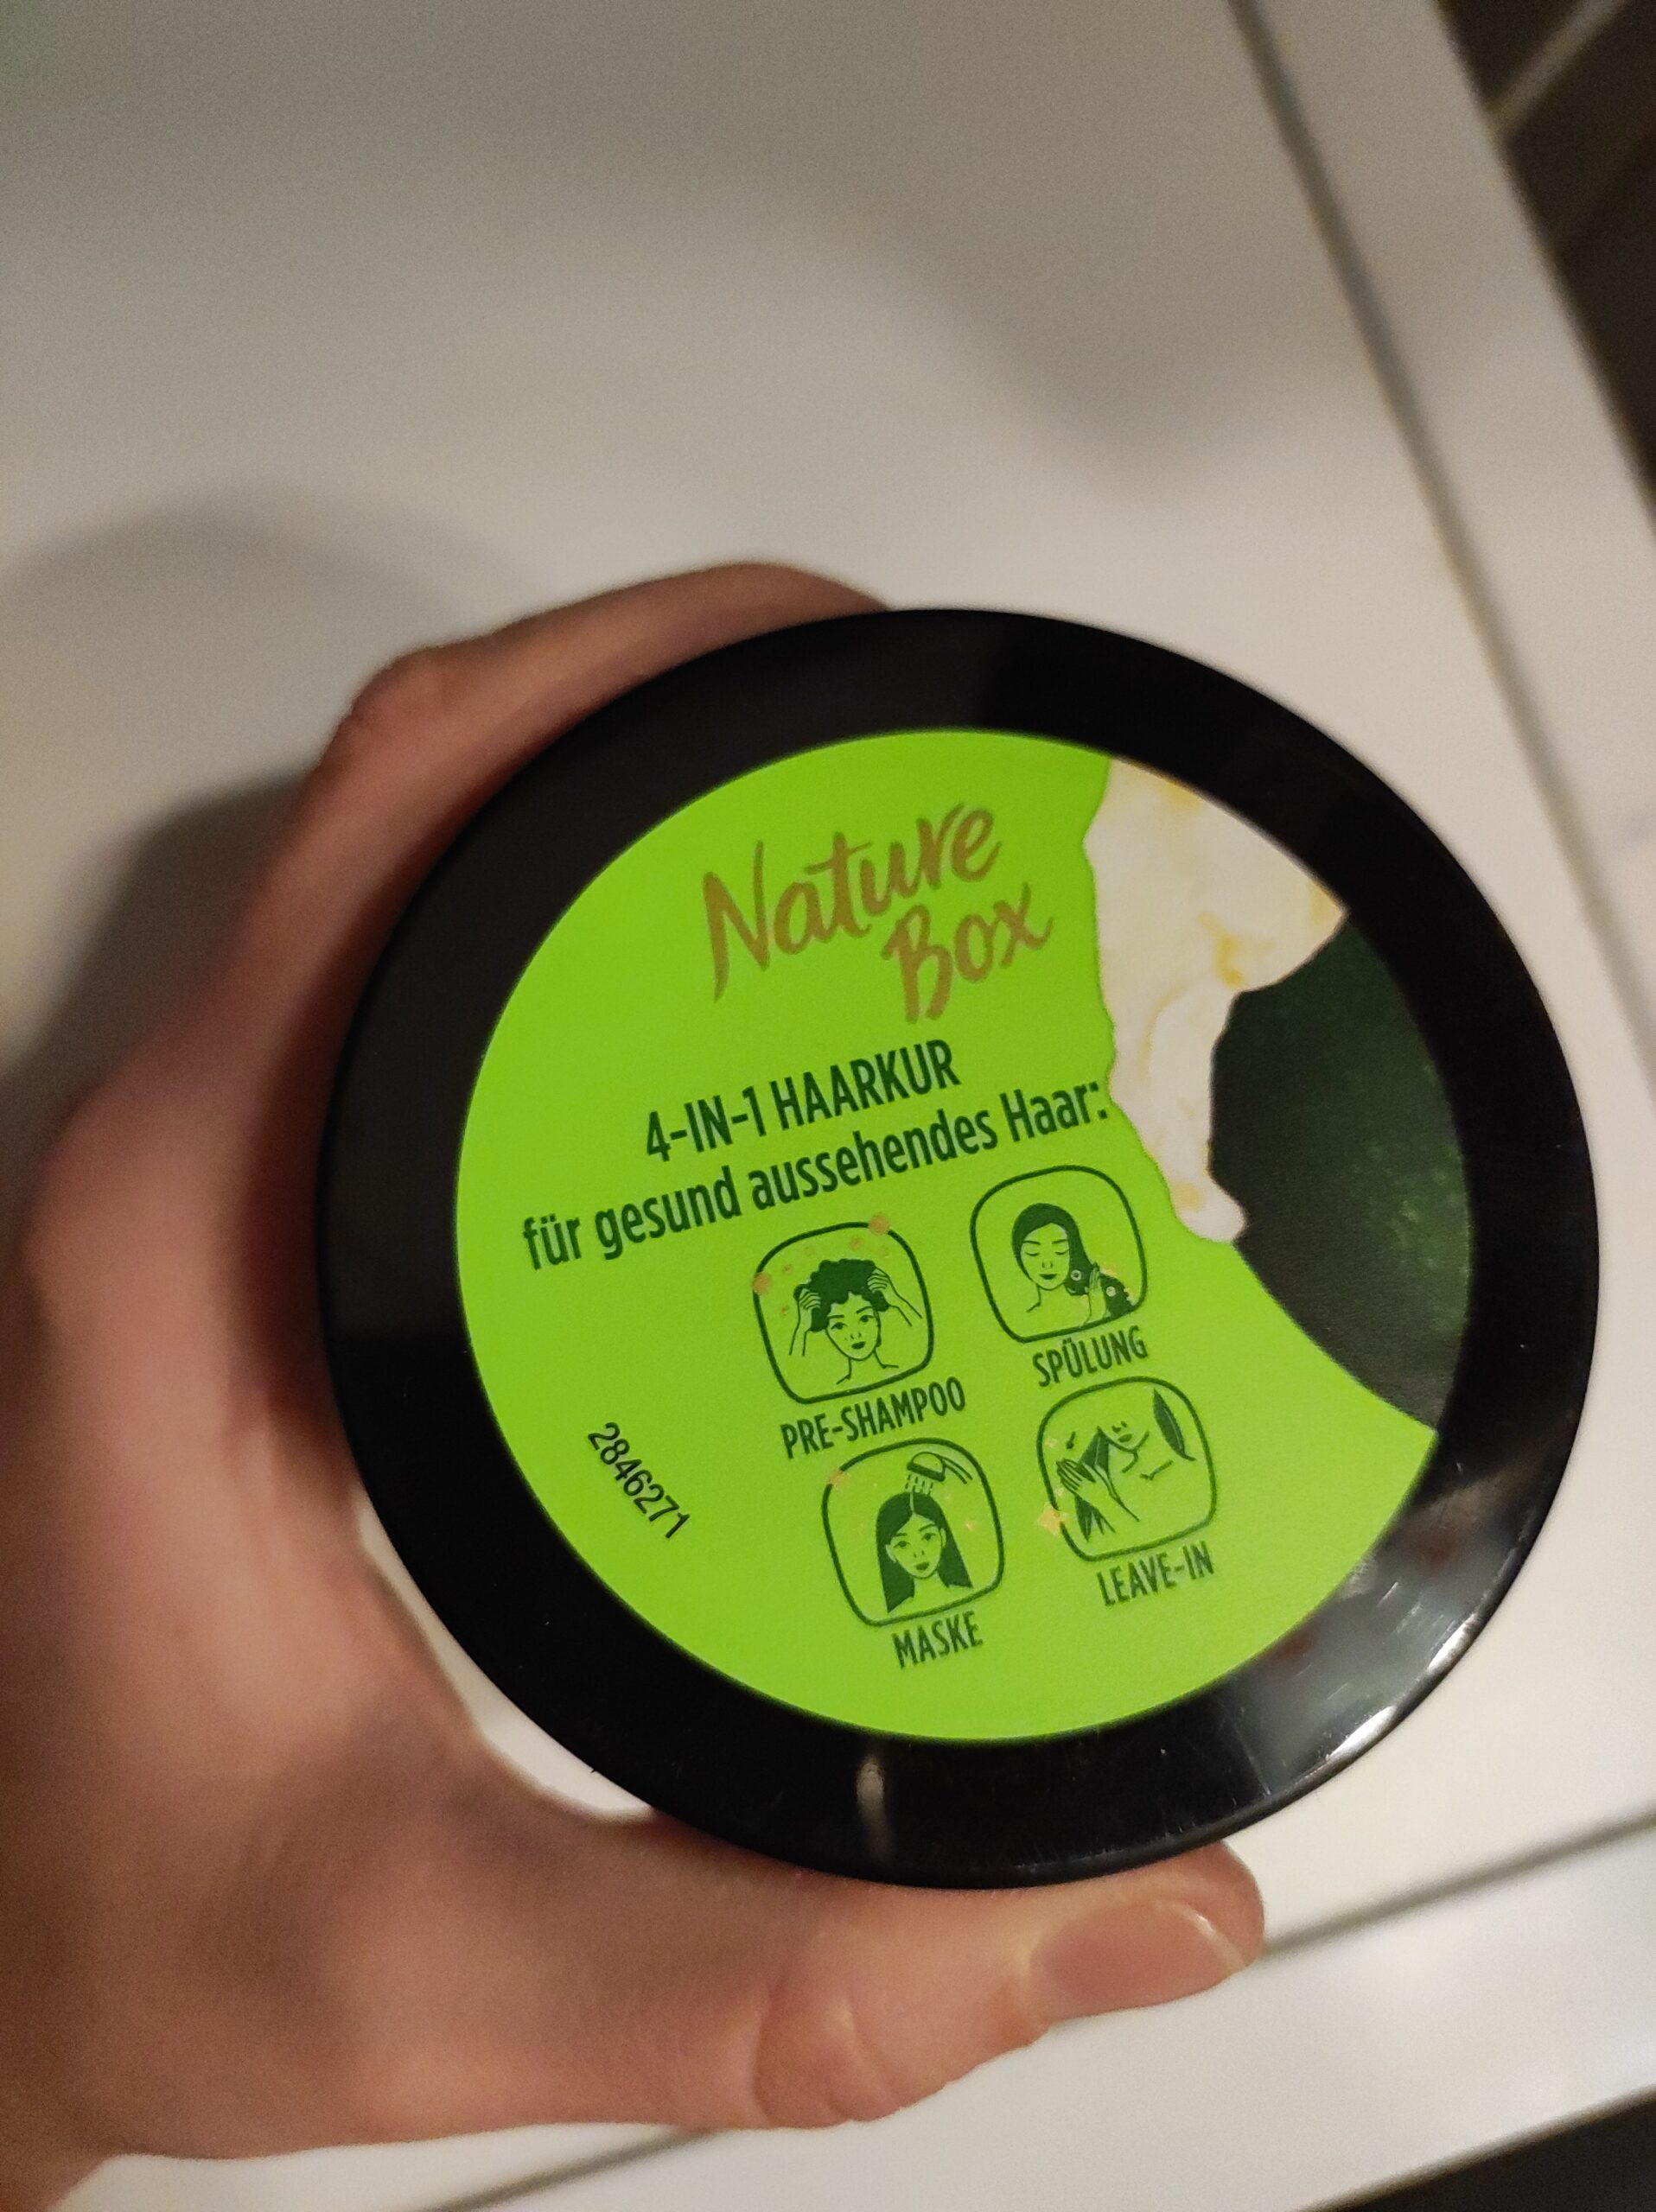 Nature
Box
4-IN-1 HAARKUR
für gesund aussehendes Haar:
PRE-SHAMPOO
SPÜLUNG
MASKE
LEAVE-IN
2846271